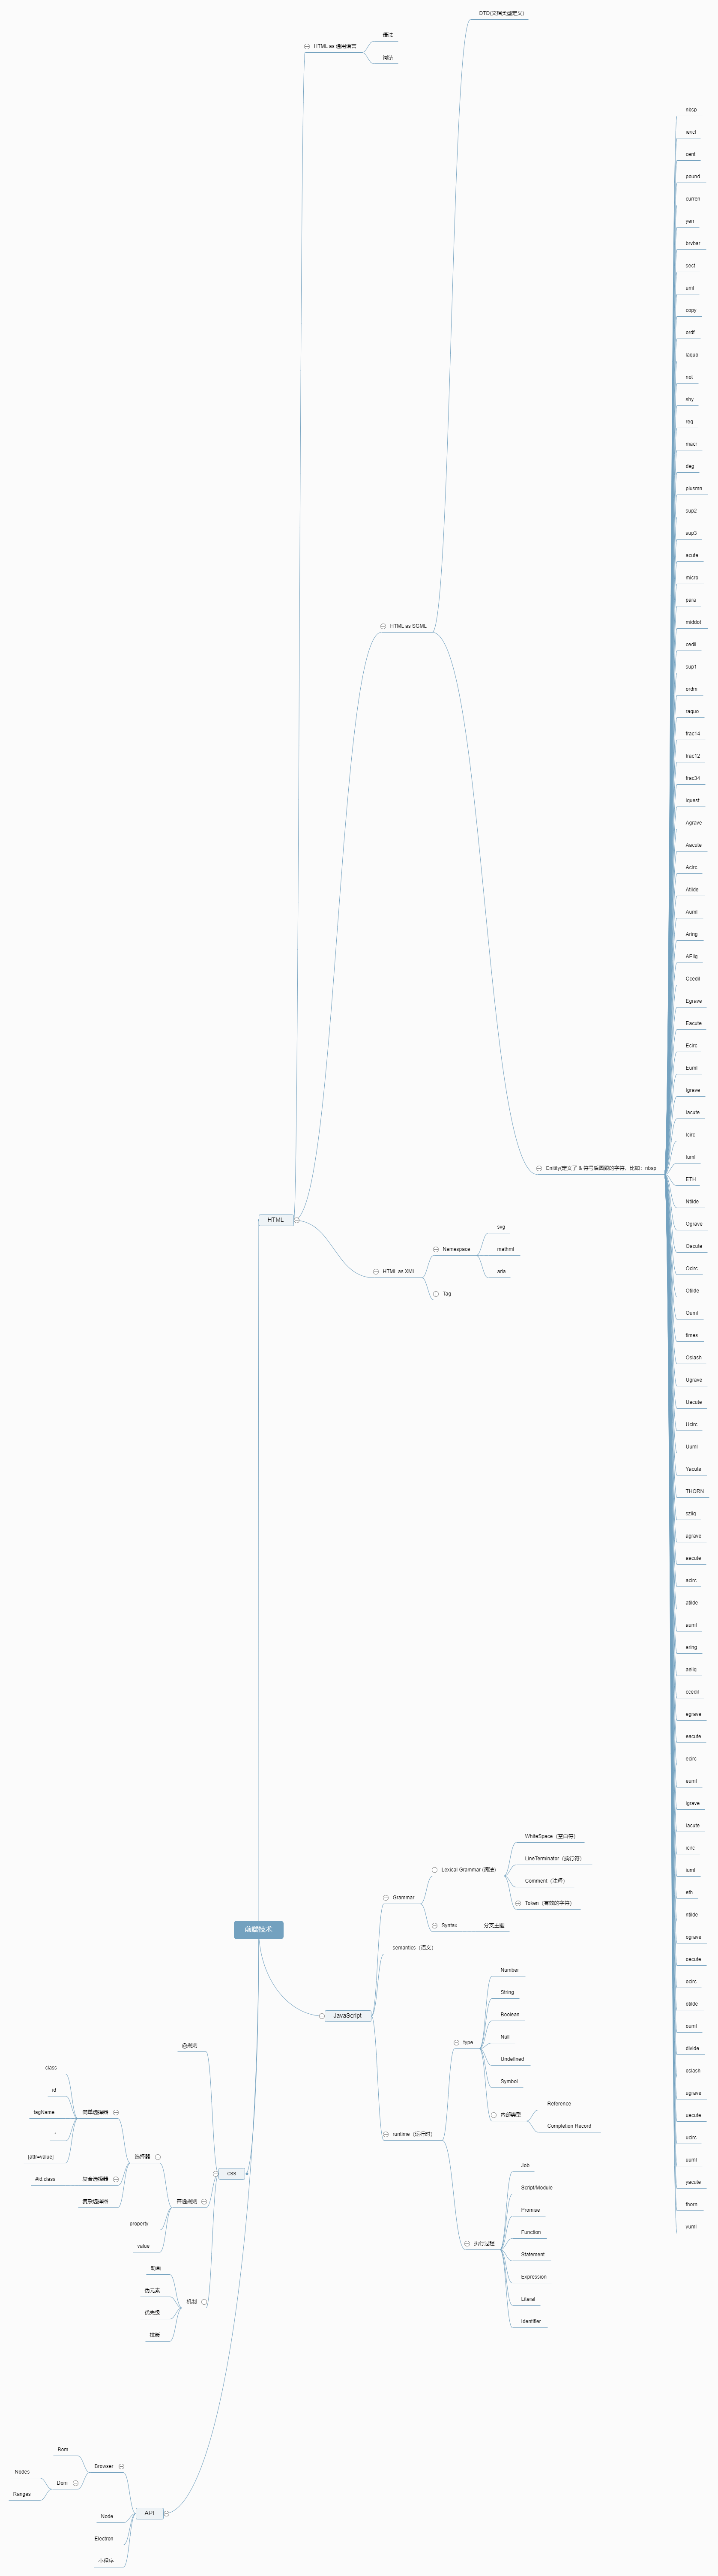 DTD(文档类型定义)
HTML as 通用语言
语法
词法
HTML as SGML
nbsp
iexcl
cent
pound
curren
yen
brvbar
sect
uml
copy
ordf
laquo
not
shy
reg
macr
deg
plusmn
sup2
sup3
acute
micro
para
middot
cedil
sup1
ordm
raquo
frac14
frac12
frac34
iquest
Agrave
Aacute
Acirc
Atilde
Auml
Aring
AElig
Ccedil
Egrave
Eacute
Ecirc
Euml
Igrave
Iacute
Icirc
Iuml
ETH
Ntilde
Ograve
Oacute
Ocirc
Otilde
Ouml
times
Oslash
Ugrave
Uacute
Ucirc
Uuml
Yacute
THORN
szlig
agrave
aacute
acirc
atilde
auml
aring
aelig
ccedil
egrave
eacute
ecirc
euml
igrave
iacute
icirc
iuml
eth
ntilde
ograve
oacute
ocirc
otilde
ouml
divide
oslash
ugrave
uacute
ucirc
uuml
yacute
thorn
yuml
Entity(定义了 & 符号后面跟的字符、比如：nbsp
HTML
HTML as XML
Namespace
svg
mathml
aria
Tag
前端技术
JavaScript
Grammar
Lexical Grammar (词法)
WhiteSpace（空白符）
LineTerminator（换行符）
Comment（注释）
Token（有效的字符）
Syntax
分支主题
semantics（语义）
runtime（运行时）
type
Number
String
Boolean
Null
Undefined
Symbol
内部类型
Reference
Completion Record
执行过程
Job
Script/Module
Promise
Function
Statement
Expression
Literal
Identifier
css
@规则
普通规则
选择器
简单选择器
class
id
tagName
*
[attr=value]
复合选择器
#id.class
复杂选择器
property
value
机制
动画
伪元素
优先级
排版
API
Browser
Bom
Dom
Nodes
Ranges
Node
Electron
小程序